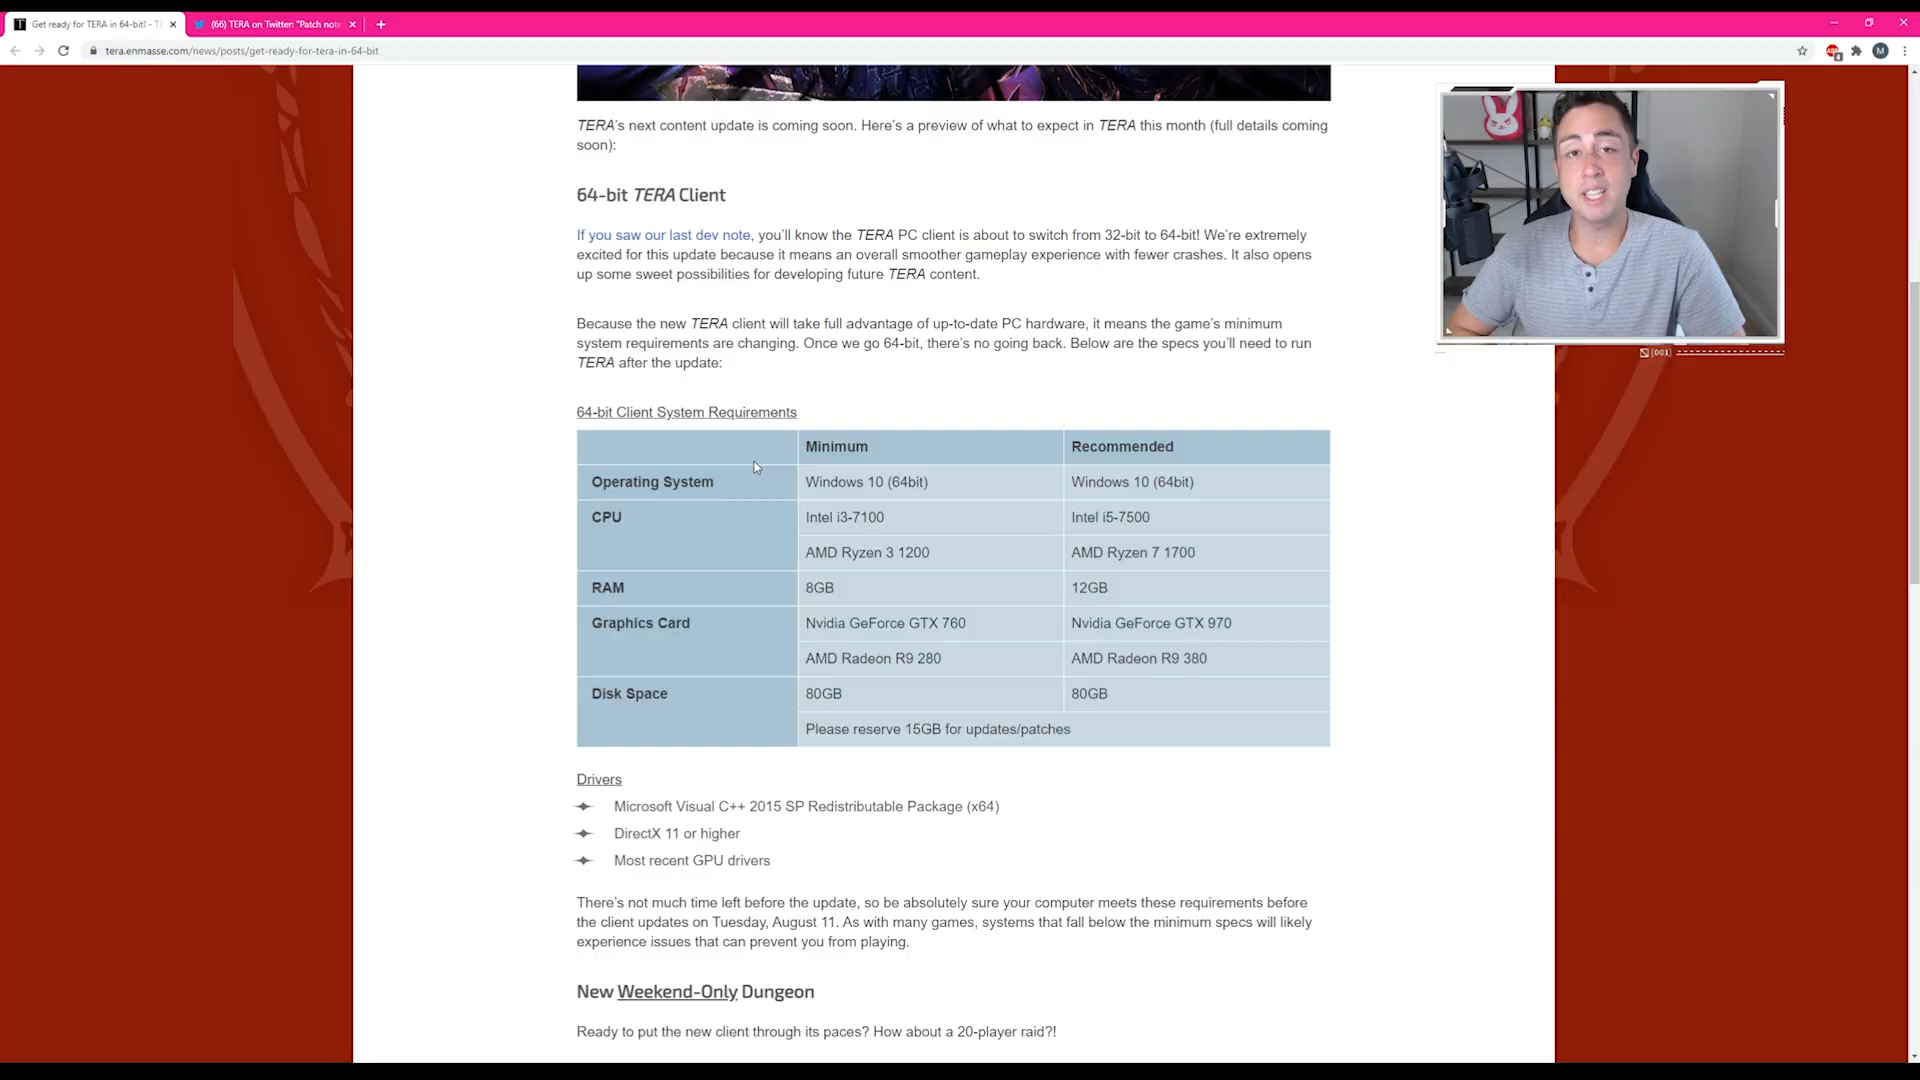 Get ready for TERA in 64-bit! - T
(66) TERA on Twitter: "Patch note
tera.enmasse.com/news/posts/get-ready-for-tera-in-64-bit
M
TERA's next content update is coming soon. Here's a preview of what to expect in TERA this month (full details coming
soon):
64-bit TERA Client
If you saw our last dev note, you'll know the TERA PC client is about to switch from 32-bit to 64-bit! We're extremely
excited for this update because it means an overall smoother gameplay experience with fewer crashes. It also opens
up some sweet possibilities for developing future TERA content.
Because the new TERA client will take full advantage of up-to-date PC hardware, it means the game's minimum
system requirements are changing. Once we go 64-bit, there's no going back. Below are the specs you'll need to run
TERA after the update:
64-bit Client System Requirements
Minimum Recommended
Operating System Windows 10 (64bit) Windows 10 (64bit)
CPU Intel i3-7100 Intel i5-7500
AMD Ryzen 3 1200 AMD Ryzen 7 1700
RAM 8GB 12GB
Graphics Card Nvidia GeForce GTX 760 Nvidia GeForce GTX 970
AMD Radeon R9 280 AMD Radeon R9 380
Disk Space 80GB 80GB
Please reserve 15GB for updates/patches
Drivers
Microsoft Visual C++ 2015 SP Redistributable Package (x64)
DirectX 11 or higher
Most recent GPU drivers
There's not much time left before the update, so be absolutely sure your computer meets these requirements before
the client updates on Tuesday, August 11. As with many games, systems that fall below the minimum specs will likely
experience issues that can prevent you from playing.
New Weekend-Only Dungeon
Ready to put the new client through its paces? How about a 20-player raid?!
[001]